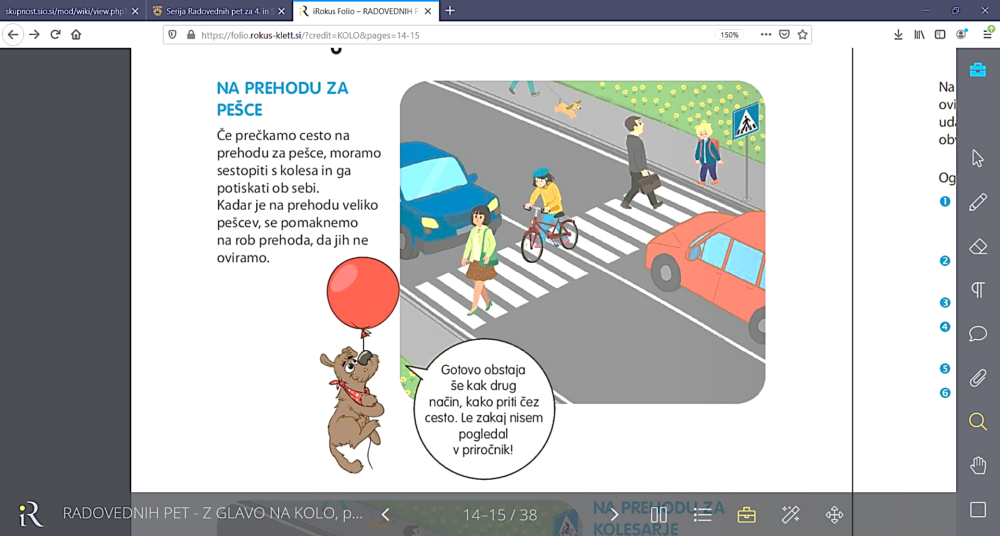 skupnost.sio.si/mod/wiki/view.php?
Serija Radovednih pet za 4. in 5
iRokus Folio – RADOVEDNIH P
https://folio.rokus-klett.si/?credit=KOLO&pages=14-15
150%
NA PREHODU ZA
PEŠCE
Če prečkamo cesto na
prehodu za pešce, moramo
sestopiti s kolesa in ga
potiskati ob sebi.
Kadar je na prehodu veliko
pešcev, se pomaknemo
na rob prehoda, da jih ne
oviramo.
Gotovo obstaja
še kak drug
način, kako priti čez
cesto. Le zakaj nisem
pogledal
v priročnik!
Na
ovi
uda
obv
Og
1
2
3
4
5
6
iR
RADOVEDNIH PET - Z GLAVO NA KOLO, p...
14–15 / 38
NA PREHODU ZA
KOLESARJE